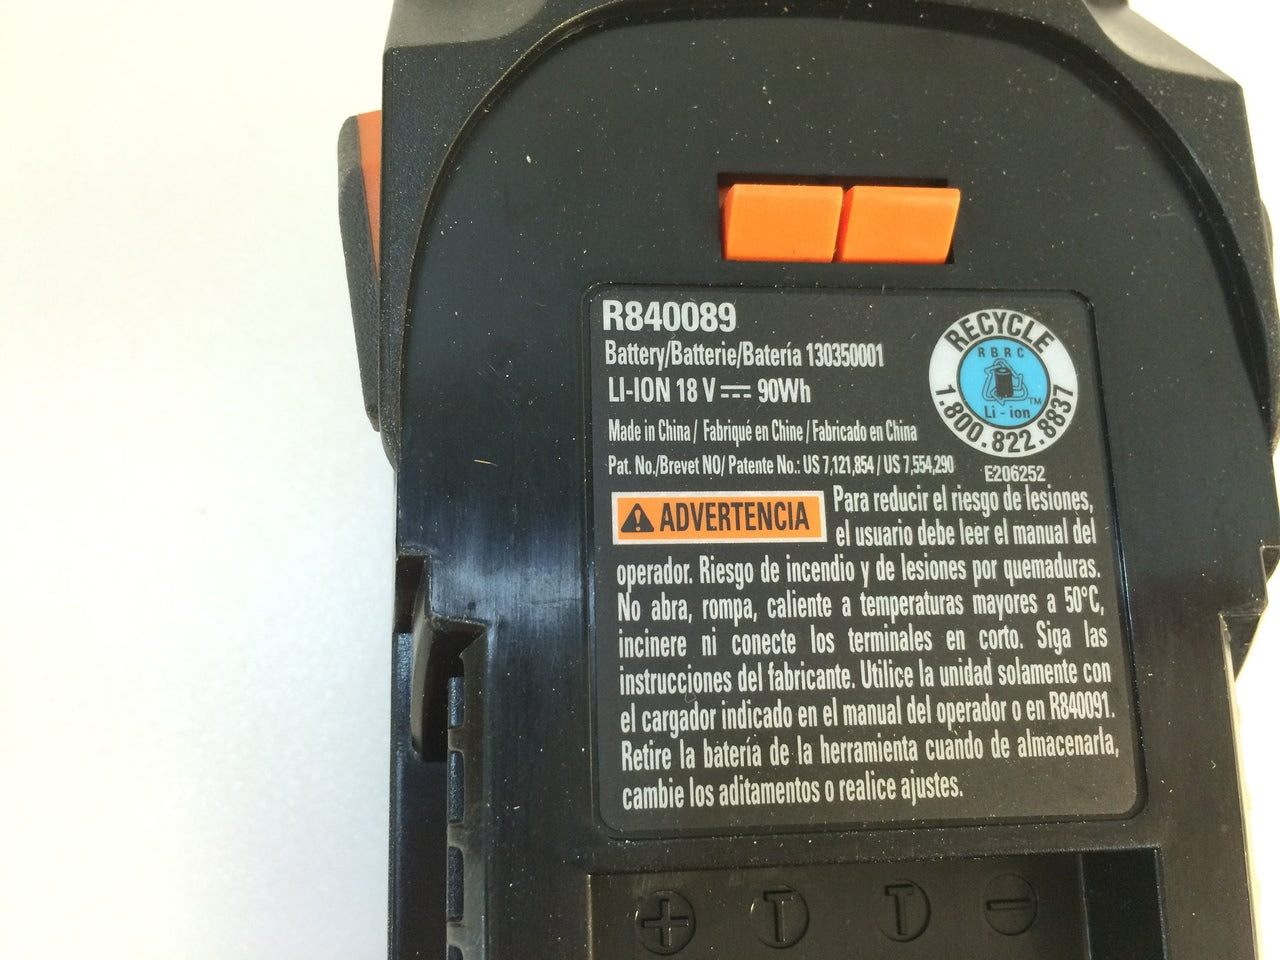 R840089
Battery/Batterie/Batería 130350001
LI-ION 18 V 90Wh
Made in China / Fabriqué en Chine / Fabricado en China
Pat. No./Brevet NO/ Patente No.: US 7,121,854 / US 7,554,290
RECYCLE
RBRC
TM
Li-ion
1.800.822.8837
E206252
ADVERTENCIA Para reducir el riesgo de lesiones,
el usuario debe leer el manual del
operador. Riesgo de incendio y de lesiones por quemaduras.
No abra, rompa, caliente a temperaturas mayores a 50°C,
incinere ni conecte los terminales en corto. Siga las
instrucciones del fabricante. Utilice la unidad solamente con
el cargador indicado en el manual del operador o en R840091.
Retire la batería de la herramienta cuando de almacenarla,
cambie los aditamentos o realice ajustes.
+ T T −